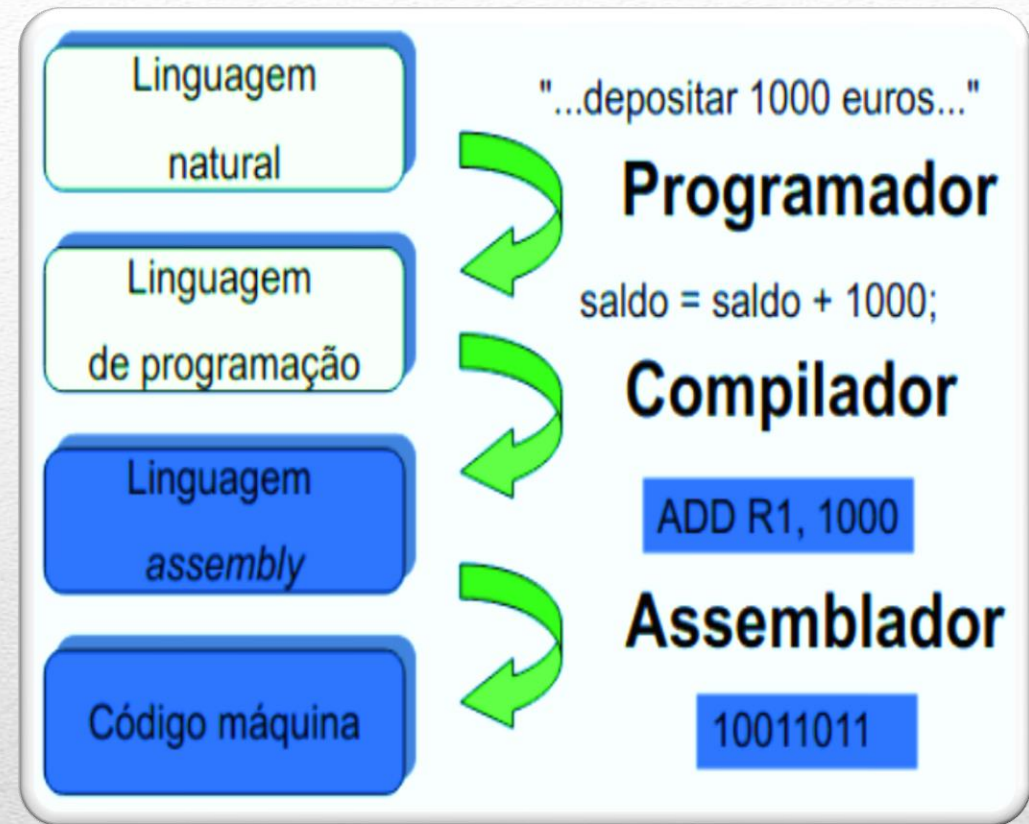 Linguagem
natural
"...depositar 1000 euros..."
Programador
Linguagem
de programação
saldo = saldo + 1000;
Compilador
Linguagem
assembly
ADD R1, 1000
Assemblador
Código máquina
10011011